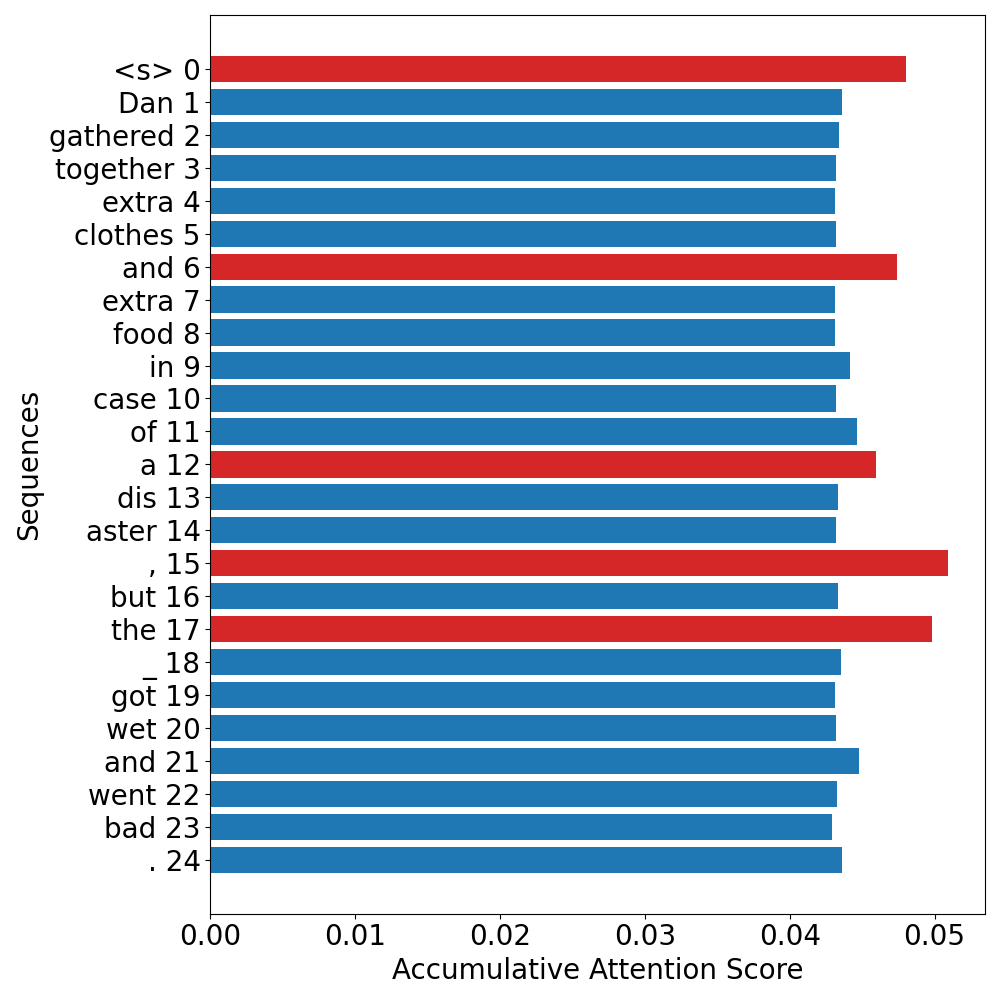 <s> 0
Dan 1
gathered 2
together 3
extra 4
clothes 5
and 6
extra 7
food 8
in 9
case 10
of 11
a 12
dis 13
aster 14
, 15
but 16
the 17
_ 18
got 19
wet 20
and 21
went 22
bad 23
. 24
Sequences
0.00 0.01 0.02 0.03 0.04 0.05
Accumulative Attention Score